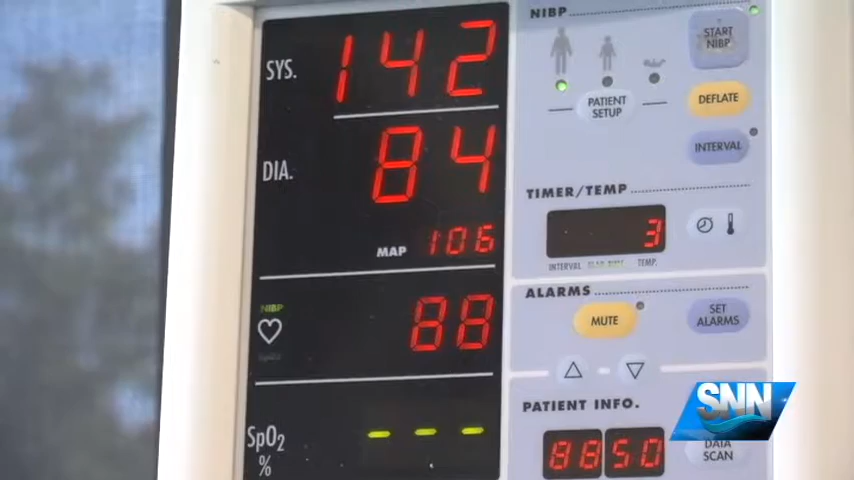 SYS.
142
DIA.
84
MAP 106
NIBP
88
SpO2
%
---
NIBP
START
NIBP
PATIENT
SETUP
DEFLATE
INTERVAL
TIMER/TEMP
3
INTERVAL
TEMP.
ALARMS
MUTE
SET
ALARMS
PATIENT INFO.
8850
DATA
SCAN
SNN